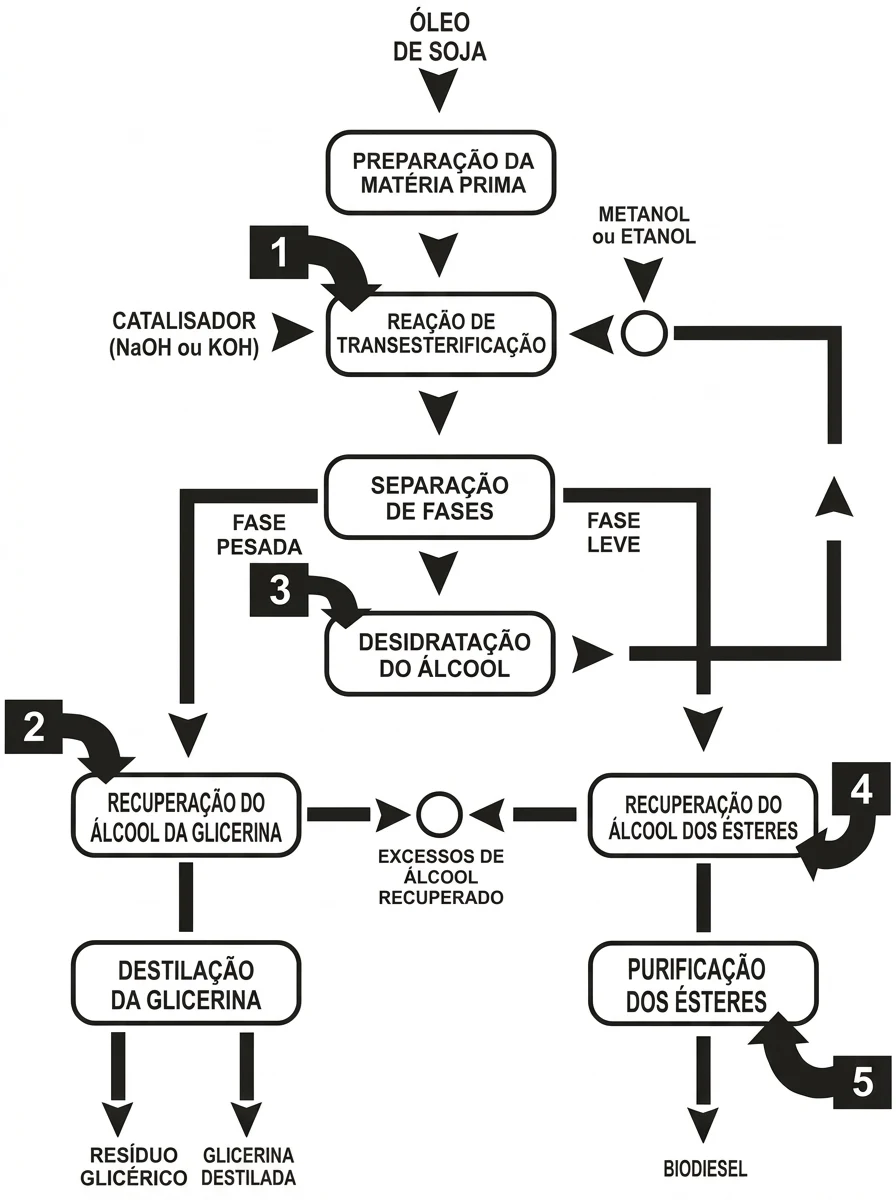 ÓLEO
DE SOJA
PREPARAÇÃO DA
MATÉRIA PRIMA
METANOL
ou ETANOL
1
CATALISADOR
(NaOH ou KOH)
REAÇÃO DE
TRANSESTERIFICAÇÃO
SEPARAÇÃO
DE FASES
FASE
PESADA
FASE
LEVE
3
DESIDRATAÇÃO
DO ÁLCOOL
2
RECUPERAÇÃO DO
ÁLCOOL DA GLICERINA
EXCESSOS DE
ÁLCOOL
RECUPERADO
4
RECUPERAÇÃO DO
ÁLCOOL DOS ÉSTERES
DESTILAÇÃO
DA GLICERINA
PURIFICAÇÃO
DOS ÉSTERES
5
RESÍDUO
GLICÉRICO
GLICERINA
DESTILADA
BIODIESEL